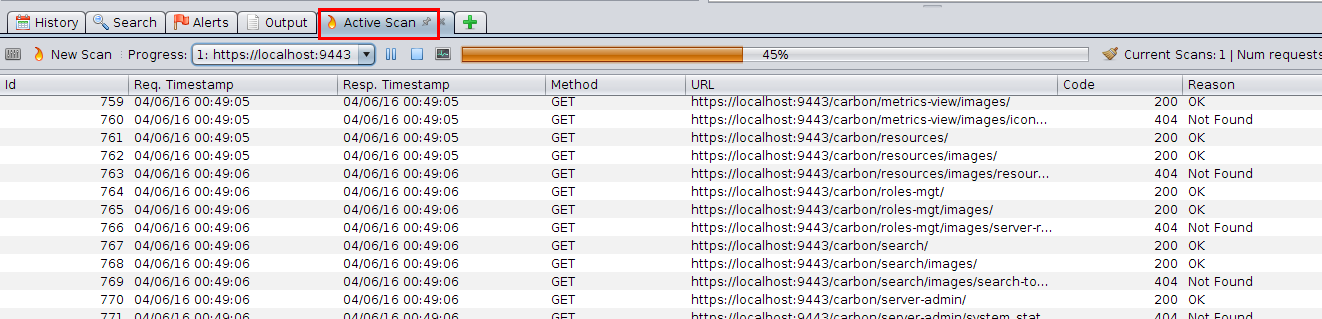 History Search Alerts Output Active Scan
New Scan Progress: 1: https://localhost:9443 45% Current Scans: 1 | Num requests
Id Req. Timestamp Resp. Timestamp Method URL Code Reason
759 04/06/16 00:49:05 04/06/16 00:49:05 GET https://localhost:9443/carbon/metrics-view/images/ 200 OK
760 04/06/16 00:49:05 04/06/16 00:49:05 GET https://localhost:9443/carbon/metrics-view/images/icon... 404 Not Found
761 04/06/16 00:49:05 04/06/16 00:49:05 GET https://localhost:9443/carbon/resources/ 200 OK
762 04/06/16 00:49:05 04/06/16 00:49:05 GET https://localhost:9443/carbon/resources/images/ 200 OK
763 04/06/16 00:49:06 04/06/16 00:49:06 GET https://localhost:9443/carbon/resources/images/resour... 404 Not Found
764 04/06/16 00:49:06 04/06/16 00:49:06 GET https://localhost:9443/carbon/roles-mgt/ 200 OK
765 04/06/16 00:49:06 04/06/16 00:49:06 GET https://localhost:9443/carbon/roles-mgt/images/ 200 OK
766 04/06/16 00:49:06 04/06/16 00:49:06 GET https://localhost:9443/carbon/roles-mgt/images/server-r... 404 Not Found
767 04/06/16 00:49:06 04/06/16 00:49:06 GET https://localhost:9443/carbon/search/ 200 OK
768 04/06/16 00:49:06 04/06/16 00:49:06 GET https://localhost:9443/carbon/search/images/ 200 OK
769 04/06/16 00:49:06 04/06/16 00:49:06 GET https://localhost:9443/carbon/search/images/search-to... 404 Not Found
770 04/06/16 00:49:06 04/06/16 00:49:06 GET https://localhost:9443/carbon/server-admin/ 200 OK
771 04/06/16 00:49:06 04/06/16 00:49:06 GET https://localhost:9443/carbon/server-admin/system_stat... 404 Not Found